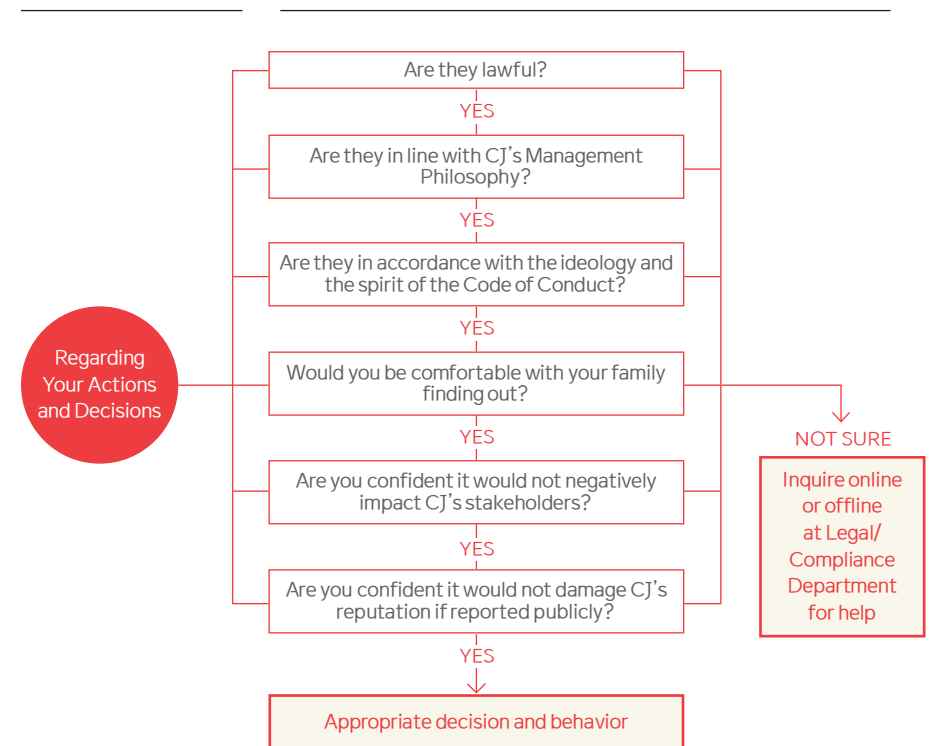 Are they lawful?
YES
Are they in line with CJ's Management
Philosophy?
YES
Are they in accordance with the ideology and
the spirit of the Code of Conduct?
YES
Regarding
Your Actions
and Decisions
Would you be comfortable with your family
finding out?
YES
NOT SURE
Inquire online
or offline
at Legal/
Compliance
Department
for help
Are you confident it would not negatively
impact CJ's stakeholders?
YES
Are you confident it would not damage CJ's
reputation if reported publicly?
YES
Appropriate decision and behavior